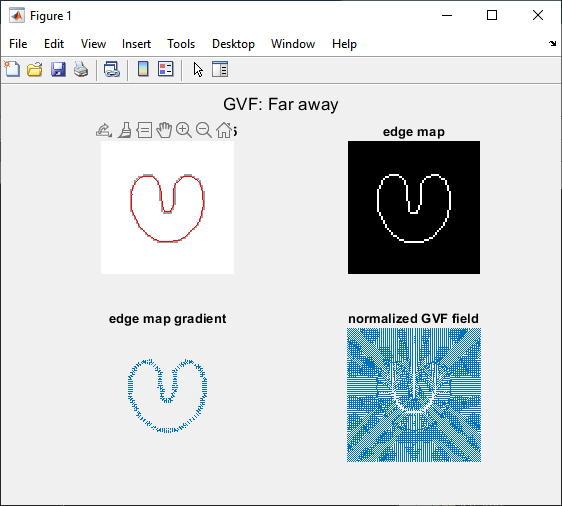 Figure 1
File Edit View Insert Tools Desktop Window Help
GVF: Far away
edge map
edge map gradient
normalized GVF field